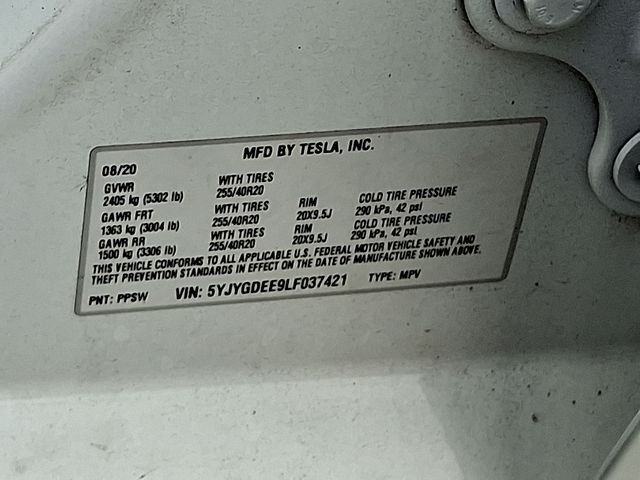 MFD BY TESLA, INC.
08/20
GVWR WITH TIRES
2405 kg (5302 lb) 255/40R20
GAWR FRT WITH TIRES RIM COLD TIRE PRESSURE
1363 kg (3004 lb) 255/40R20 20X9.5J 290 kPa, 42 psi
GAWR RR WITH TIRES RIM COLD TIRE PRESSURE
1500 kg (3306 lb) 255/40R20 20X9.5J 290 kPa, 42 psi
THIS VEHICLE CONFORMS TO ALL APPLICABLE U.S. FEDERAL MOTOR VEHICLE SAFETY AND
THEFT PREVENTION STANDARDS IN EFFECT ON THE DATE OF MANUFACTURE SHOWN ABOVE.
PNT: PPSW VIN: 5YJYGDEE9LF037421 TYPE: MPV